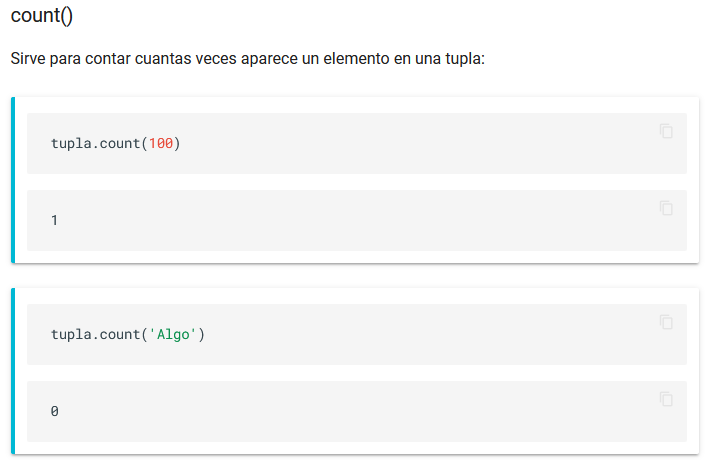 count()
Sirve para contar cuantas veces aparece un elemento en una tupla:
tupla.count(100)
1
tupla.count('Algo')
0